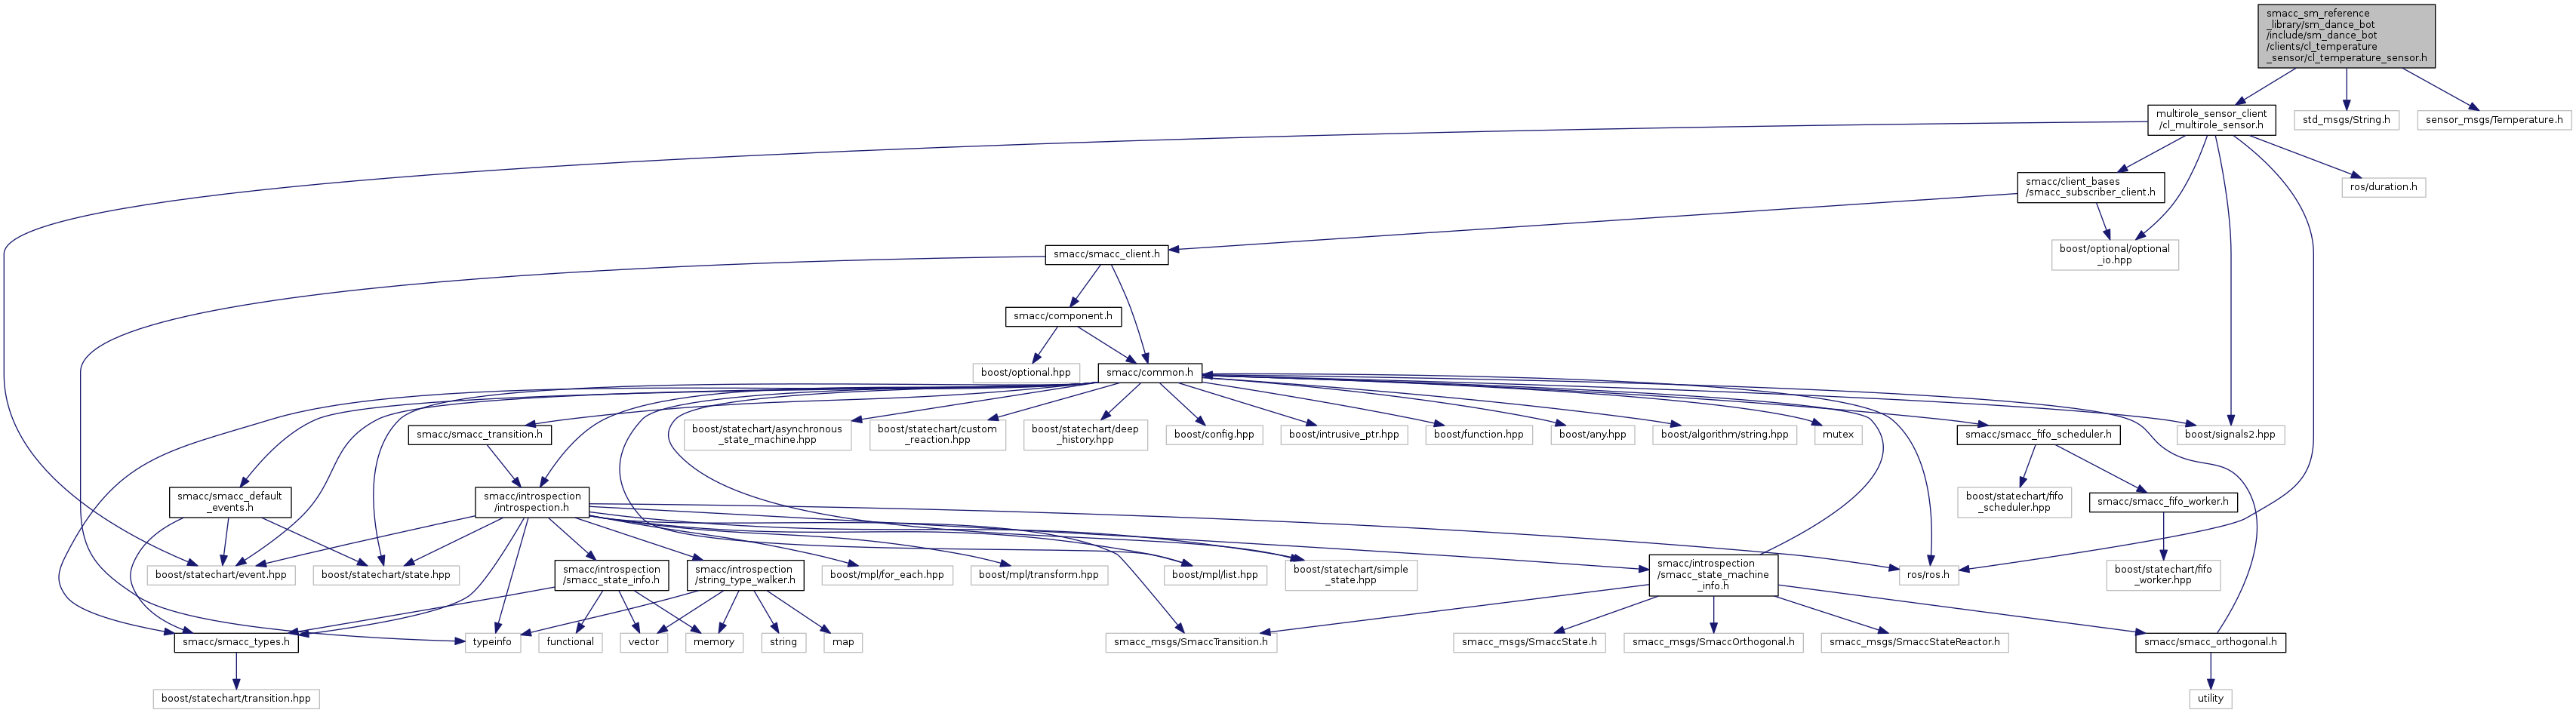 smacc_sm_reference
_library/sm_dance_bot
/include/sm_dance_bot
/clients/cl_temperature
_sensor/cl_temperature_sensor.h
multirole_sensor_client
/cl_multirole_sensor.h
std_msgs/String.h
sensor_msgs/Temperature.h
smacc/client_bases
/smacc_subscriber_client.h
ros/duration.h
smacc/smacc_client.h
boost/optional/optional
_io.hpp
smacc/component.h
boost/optional.hpp
smacc/common.h
smacc/smacc_transition.h
boost/statechart/asynchronous
_state_machine.hpp
boost/statechart/custom
_reaction.hpp
boost/statechart/deep
_history.hpp
boost/config.hpp
boost/intrusive_ptr.hpp
boost/function.hpp
boost/any.hpp
boost/algorithm/string.hpp
mutex
smacc/smacc_fifo_scheduler.h
boost/signals2.hpp
smacc/smacc_default
_events.h
smacc/introspection
/introspection.h
boost/statechart/fifo
_scheduler.hpp
smacc/smacc_fifo_worker.h
boost/statechart/event.hpp
boost/statechart/state.hpp
smacc/introspection
/smacc_state_info.h
smacc/introspection
/string_type_walker.h
boost/mpl/for_each.hpp
boost/mpl/transform.hpp
boost/mpl/list.hpp
boost/statechart/simple
_state.hpp
smacc/introspection
/smacc_state_machine
_info.h
ros/ros.h
boost/statechart/fifo
_worker.hpp
smacc/smacc_types.h
typeinfo
functional
vector
memory
string
map
smacc_msgs/SmaccTransition.h
smacc_msgs/SmaccState.h
smacc_msgs/SmaccOrthogonal.h
smacc_msgs/SmaccStateReactor.h
smacc/smacc_orthogonal.h
boost/statechart/transition.hpp
utility